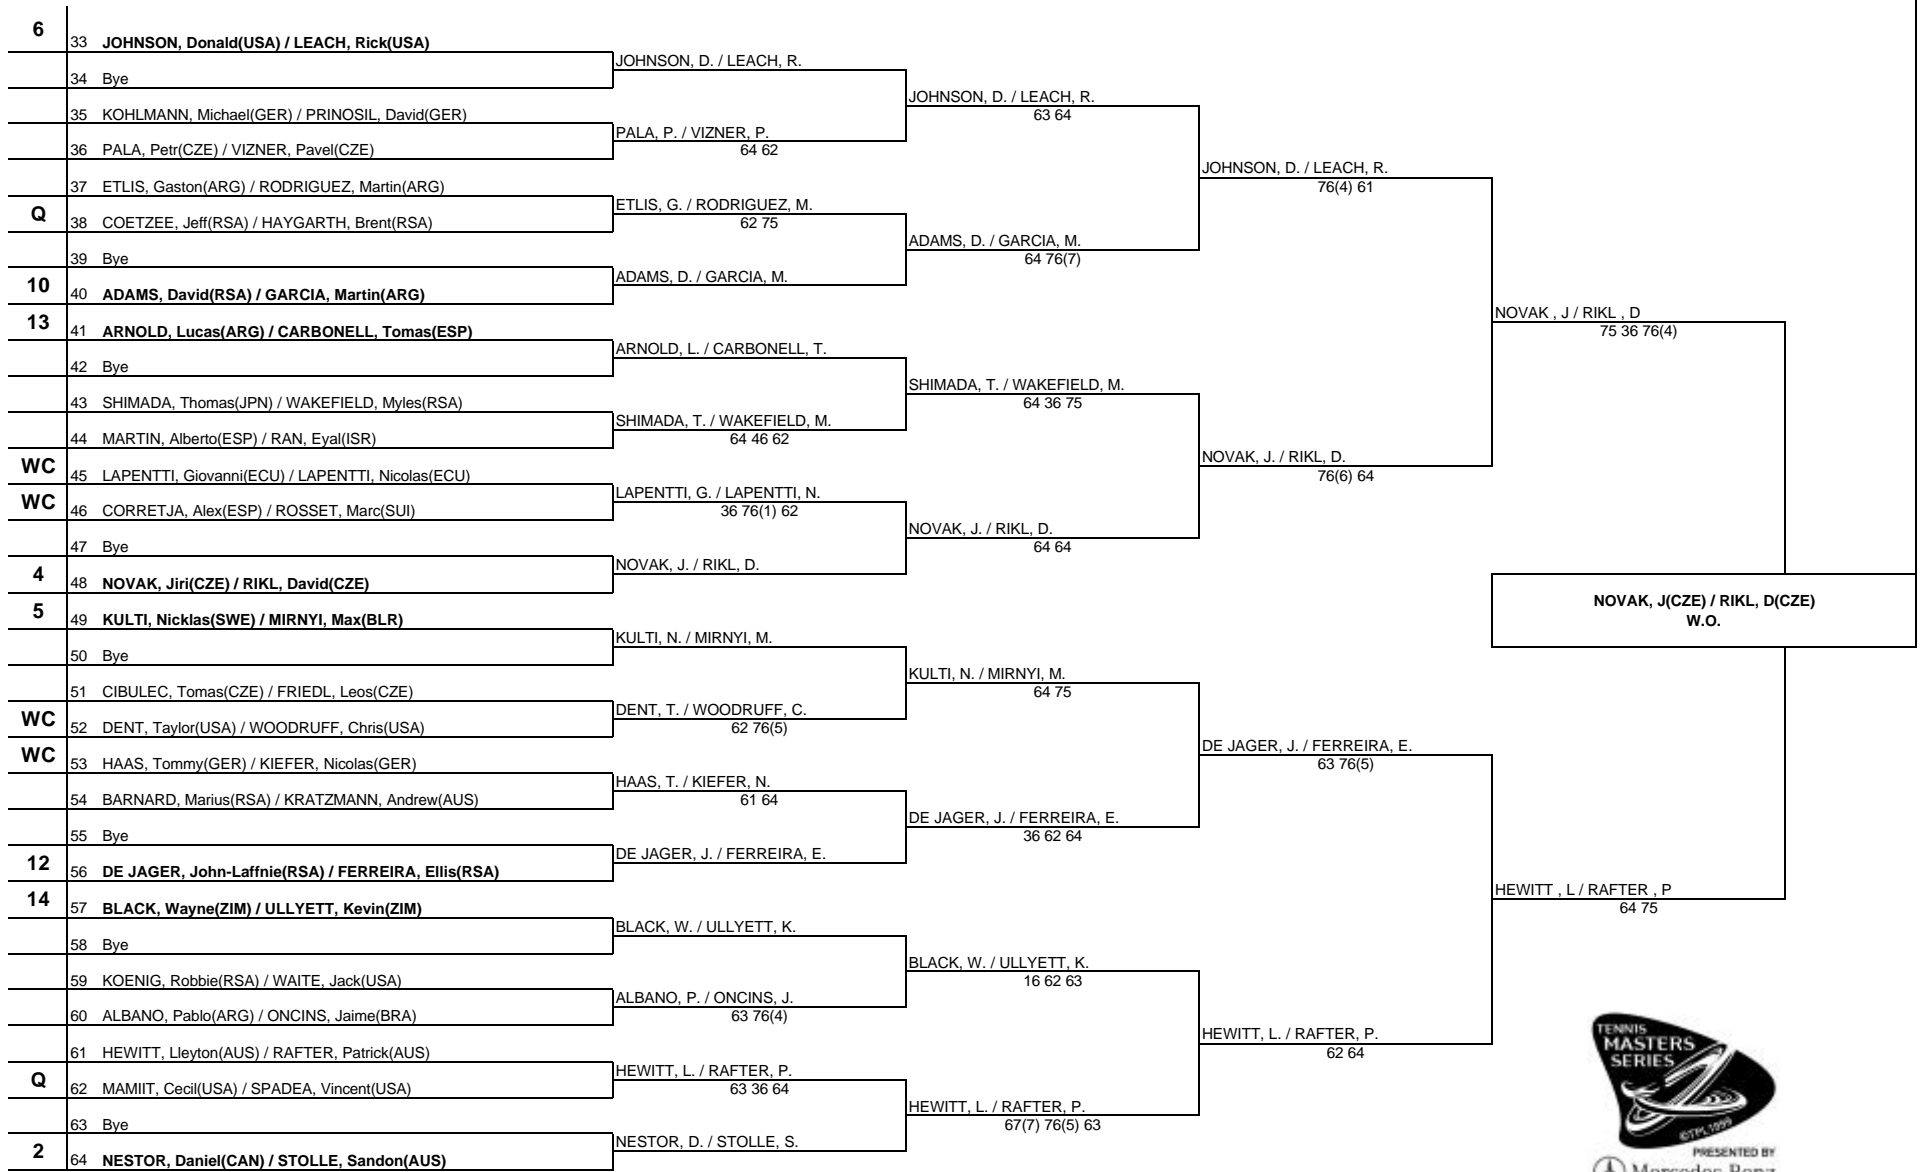 6
33 JOHNSON, Donald(USA) / LEACH, Rick(USA)
JOHNSON, D. / LEACH, R.
34 Bye
JOHNSON, D. / LEACH, R.
63 64
35 KOHLMANN, Michael(GER) / PRINOSIL, David(GER)
PALA, P. / VIZNER, P.
64 62
36 PALA, Petr(CZE) / VIZNER, Pavel(CZE)
JOHNSON, D. / LEACH, R.
76(4) 61
37 ETLIS, Gaston(ARG) / RODRIGUEZ, Martin(ARG)
ETLIS, G. / RODRIGUEZ, M.
62 75
Q
38 COETZEE, Jeff(RSA) / HAYGARTH, Brent(RSA)
ADAMS, D. / GARCIA, M.
64 76(7)
39 Bye
ADAMS, D. / GARCIA, M.
10
40 ADAMS, David(RSA) / GARCIA, Martin(ARG)
NOVAK , J / RIKL , D
75 36 76(4)
13
41 ARNOLD, Lucas(ARG) / CARBONELL, Tomas(ESP)
ARNOLD, L. / CARBONELL, T.
42 Bye
SHIMADA, T. / WAKEFIELD, M.
64 36 75
43 SHIMADA, Thomas(JPN) / WAKEFIELD, Myles(RSA)
SHIMADA, T. / WAKEFIELD, M.
64 46 62
44 MARTIN, Alberto(ESP) / RAN, Eyal(ISR)
NOVAK, J. / RIKL, D.
76(6) 64
WC
45 LAPENTTI, Giovanni(ECU) / LAPENTTI, Nicolas(ECU)
LAPENTTI, G. / LAPENTTI, N.
36 76(1) 62
WC
46 CORRETJA, Alex(ESP) / ROSSET, Marc(SUI)
NOVAK, J. / RIKL, D.
64 64
47 Bye
NOVAK, J. / RIKL, D.
4
48 NOVAK, Jiri(CZE) / RIKL, David(CZE)
NOVAK, J(CZE) / RIKL, D(CZE)
W.O.
5
49 KULTI, Nicklas(SWE) / MIRNYI, Max(BLR)
KULTI, N. / MIRNYI, M.
50 Bye
KULTI, N. / MIRNYI, M.
64 75
51 CIBULEC, Tomas(CZE) / FRIEDL, Leos(CZE)
DENT, T. / WOODRUFF, C.
62 76(5)
WC
52 DENT, Taylor(USA) / WOODRUFF, Chris(USA)
DE JAGER, J. / FERREIRA, E.
63 76(5)
WC
53 HAAS, Tommy(GER) / KIEFER, Nicolas(GER)
HAAS, T. / KIEFER, N.
61 64
54 BARNARD, Marius(RSA) / KRATZMANN, Andrew(AUS)
DE JAGER, J. / FERREIRA, E.
36 62 64
55 Bye
DE JAGER, J. / FERREIRA, E.
12
56 DE JAGER, John-Laffnie(RSA) / FERREIRA, Ellis(RSA)
HEWITT , L / RAFTER , P
64 75
14
57 BLACK, Wayne(ZIM) / ULLYETT, Kevin(ZIM)
BLACK, W. / ULLYETT, K.
58 Bye
BLACK, W. / ULLYETT, K.
16 62 63
59 KOENIG, Robbie(RSA) / WAITE, Jack(USA)
ALBANO, P. / ONCINS, J.
63 76(4)
60 ALBANO, Pablo(ARG) / ONCINS, Jaime(BRA)
HEWITT, L. / RAFTER, P.
62 64
61 HEWITT, Lleyton(AUS) / RAFTER, Patrick(AUS)
HEWITT, L. / RAFTER, P.
63 36 64
Q
62 MAMIIT, Cecil(USA) / SPADEA, Vincent(USA)
HEWITT, L. / RAFTER, P.
67(7) 76(5) 63
63 Bye
NESTOR, D. / STOLLE, S.
2
64 NESTOR, Daniel(CAN) / STOLLE, Sandon(AUS)
TENNIS
MASTERS
SERIES
©TPL 1999
PRESENTED BY
Mercedes-Benz